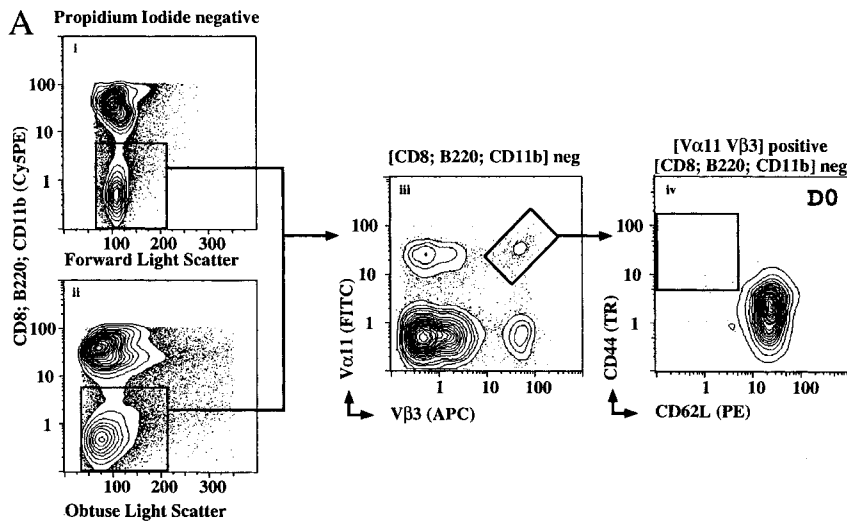 A
Propidium Iodide negative
i
100
10
1
100 200 300
Forward Light Scatter
CD8; B220; CD11b (Cy5PE)
ii
100
10
1
100 200 300
Obtuse Light Scatter
[CD8; B220; CD11b] neg
iii
100
10
1
1 10 100
Vα11 (FITC)
Vβ3 (APC)
[Vα11 Vβ3] positive
[CD8; B220; CD11b] neg
iv
D0
100
10
1
1 10 100
CD44 (TR)
CD62L (PE)